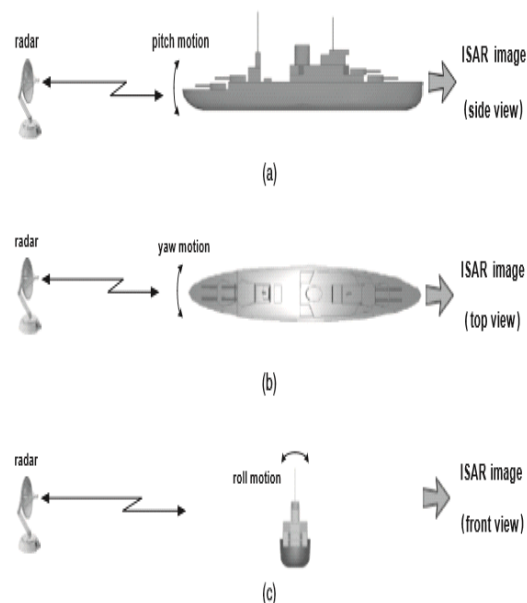 radar
pitch motion
ISAR image
(side view)
(a)
radar
yaw motion
ISAR image
(top view)
(b)
radar
roll motion
ISAR image
(front view)
(c)